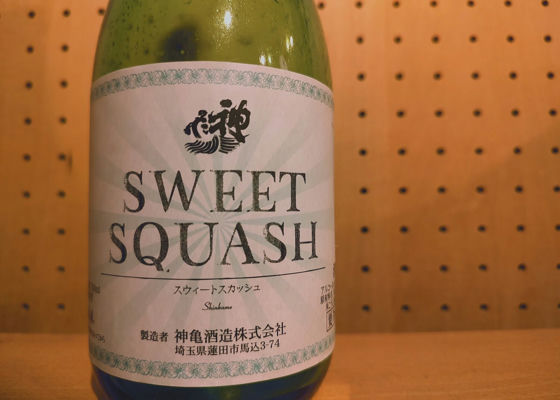 神亀
SWEET
SQUASH
スウィートスカッシュ
Shinkame
製造者 神亀酒造株式会社
埼玉県蓮田市馬込3-74